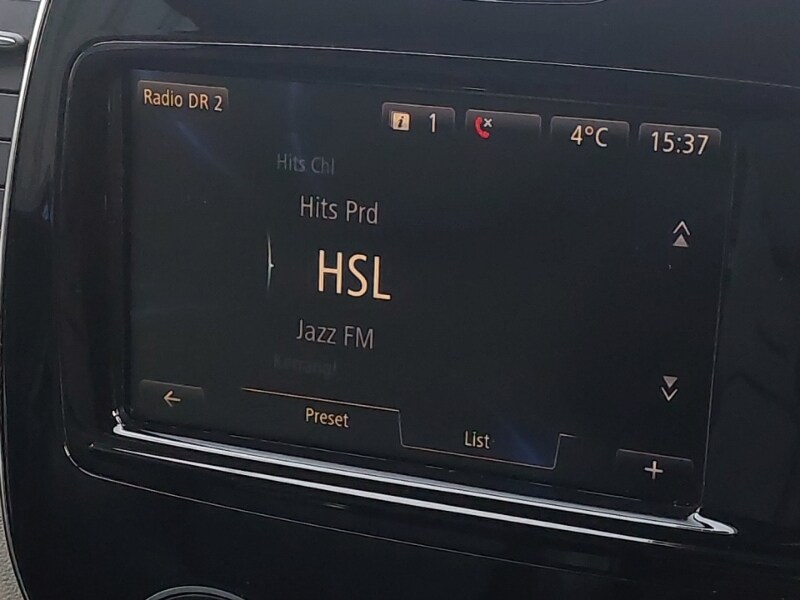 Radio DR 2
1
4°C
15:37
Hits Chl
Hits Prd
HSL
Jazz FM
Preset
List
+